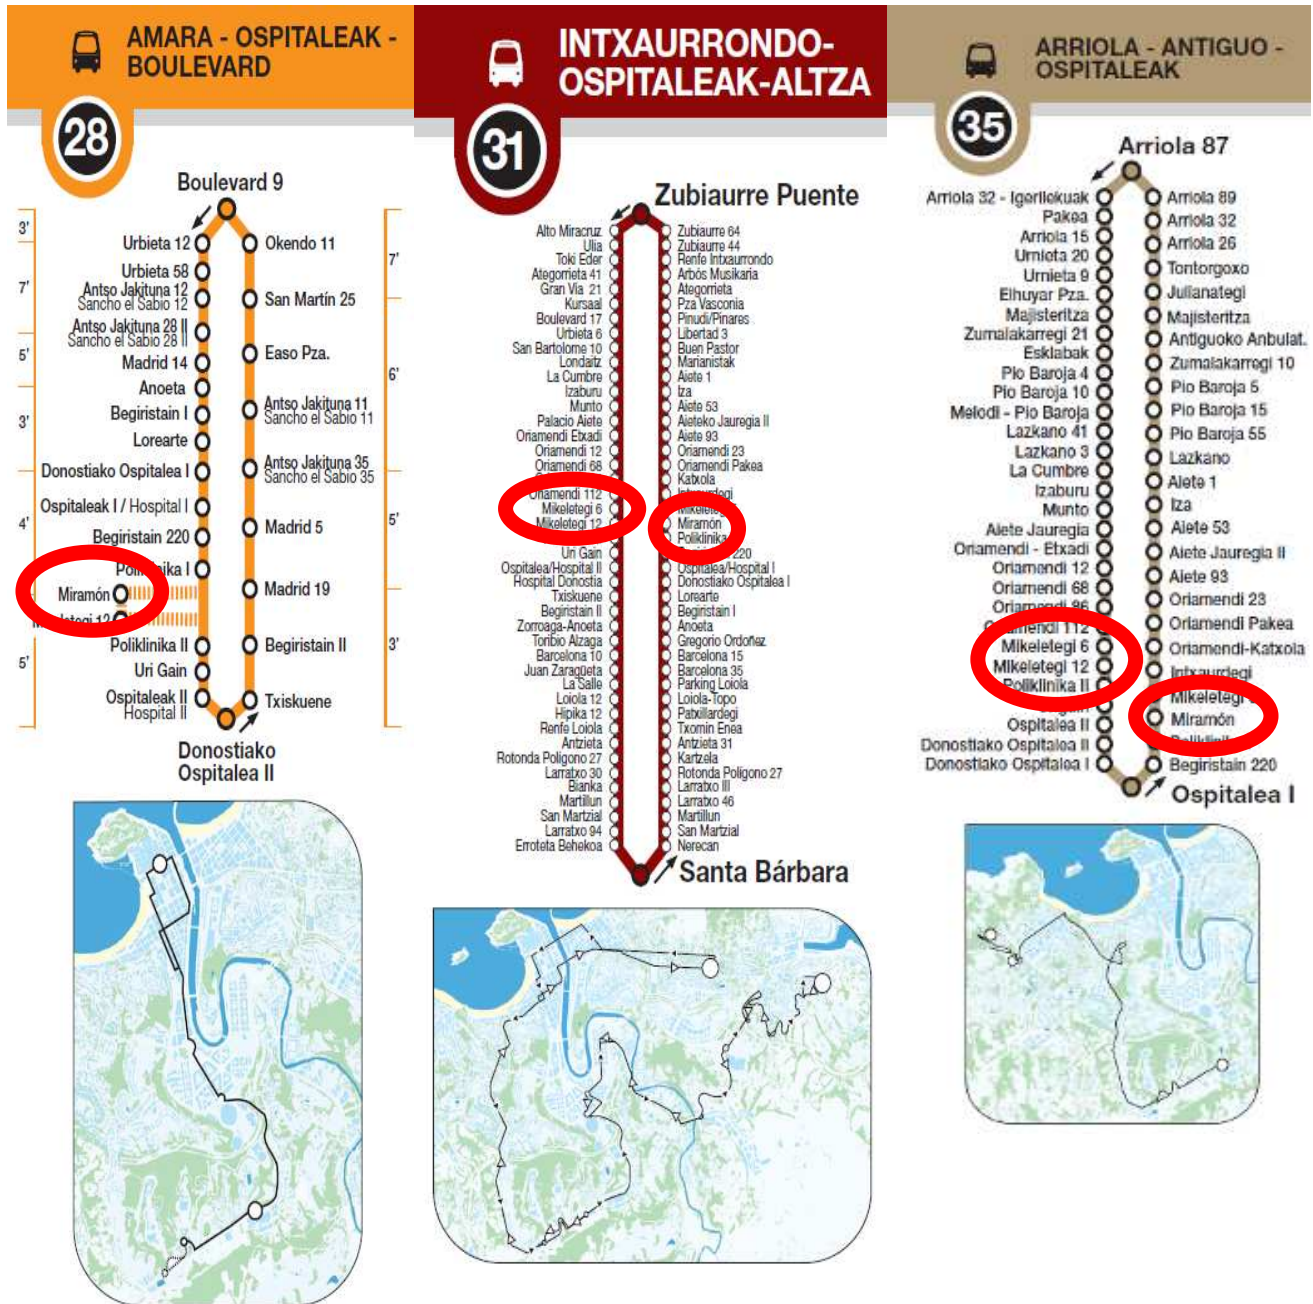 AMARA - OSPITALEAK -
BOULEVARD
28
Boulevard 9
3'
7'
5'
3'
4'
5'
Urbieta 12
Urbieta 58
Antso Jakituna 12
Sancho el Sabio 12
Antso Jakituna 28 II
Sancho el Sabio 28 II
Madrid 14
Anoeta
Begiristain I
Lorearte
Donostiako Ospitalea I
Ospitaleak I / Hospital I
Begiristain 220
Poliklinika I
Miramón
12
Poliklinika II
Uri Gain
Ospitaleak II
Hospital II
Okendo 11
San Martín 25
Easo Pza.
Antso Jakituna 11
Sancho el Sabio 11
Antso Jakituna 35
Sancho el Sabio 35
Madrid 5
Madrid 19
Begiristain II
Txiskuene
7'
6'
5'
3'
Donostiako
Ospitalea II
INTXAURRONDO-
OSPITALEAK-ALTZA
31
Zubiaurre Puente
Alto Miracruz
Ulia
Toki Eder
Ategorrieta 41
Gran Vía 21
Kursaal
Boulevard 17
Urbieta 6
San Bartolome 10
Londaitz
La Cumbre
Izaburu
Munto
Palacio Aiete
Oriamendi Etxadi
Oriamendi 12
Oriamendi 68
Oriamendi 112
Mikeletegi 6
Mikeletegi 12
Uri Gain
Ospitalea/Hospital II
Hospital Donostia
Txiskuene
Begiristain II
Zorroaga-Anoeta
Toribio Alzaga
Barcelona 10
Juan Zaragüeta
La Salle
Loiola 12
Hipika 12
Renfe Loiola
Antzieta
Rotonda Poligono 27
Larratxo 30
Bianka
Martillun
San Martzial
Larratxo 94
Erroteta Behekoa
Zubiaurre 64
Zubiaurre 44
Renfe Intxaurrondo
Arbós Musikaria
Ategorrieta
Pza Vasconia
Pinudi/Pinares
Libertad 3
Buen Pastor
Marianistak
Aiete 1
Iza
Aiete 53
Aieteko Jauregia II
Aiete 93
Oriamendi 23
Oriamendi Pakea
Katxola
Intxaurdegi
Mikeletegi
Miramón
Poliklinika
220
Ospitalea/Hospital I
Donostiako Ospitalea I
Lorearte
Begiristain I
Anoeta
Gregorio Ordoñez
Barcelona 15
Barcelona 35
Parking Loiola
Loiola-Topo
Patxillardegi
Txomin Enea
Antzieta 31
Kartzela
Rotonda Polígono 27
Larratxo III
Larratxo 46
Martillun
San Martzial
Nerecan
Santa Bárbara
ARRIOLA - ANTIGUO -
OSPITALEAK
35
Arriola 87
Arriola 32 - Igerilekuak
Pakea
Arriola 15
Urnieta 20
Urnieta 9
Elhuyar Pza.
Majisteritza
Zumalakarregi 21
Esklabak
Pio Baroja 4
Pio Baroja 10
Melodi - Pio Baroja
Lazkano 41
Lazkano 3
La Cumbre
Izaburu
Munto
Aiete Jauregia
Oriamendi - Etxadi
Oriamendi 12
Oriamendi 68
Oriamendi 86
Oriamendi 112
Mikeletegi 6
Mikeletegi 12
Poliklinika II
Ospitalea II
Donostiako Ospitalea II
Donostiako Ospitalea I
Arriola 89
Arriola 32
Arriola 26
Tontorgoxo
Julianategi
Majisteritza
Antiguoko Anbulat.
Zumalakarregi 10
Pio Baroja 5
Pio Baroja 15
Pio Baroja 55
Lazkano
Aiete 1
Iza
Aiete 53
Aiete Jauregia II
Aiete 93
Oriamendi 23
Oriamendi Pakea
Oriamendi-Katxola
Intxaurdegi
Mikeletegi
Miramón
Begiristain 220
Ospitalea I